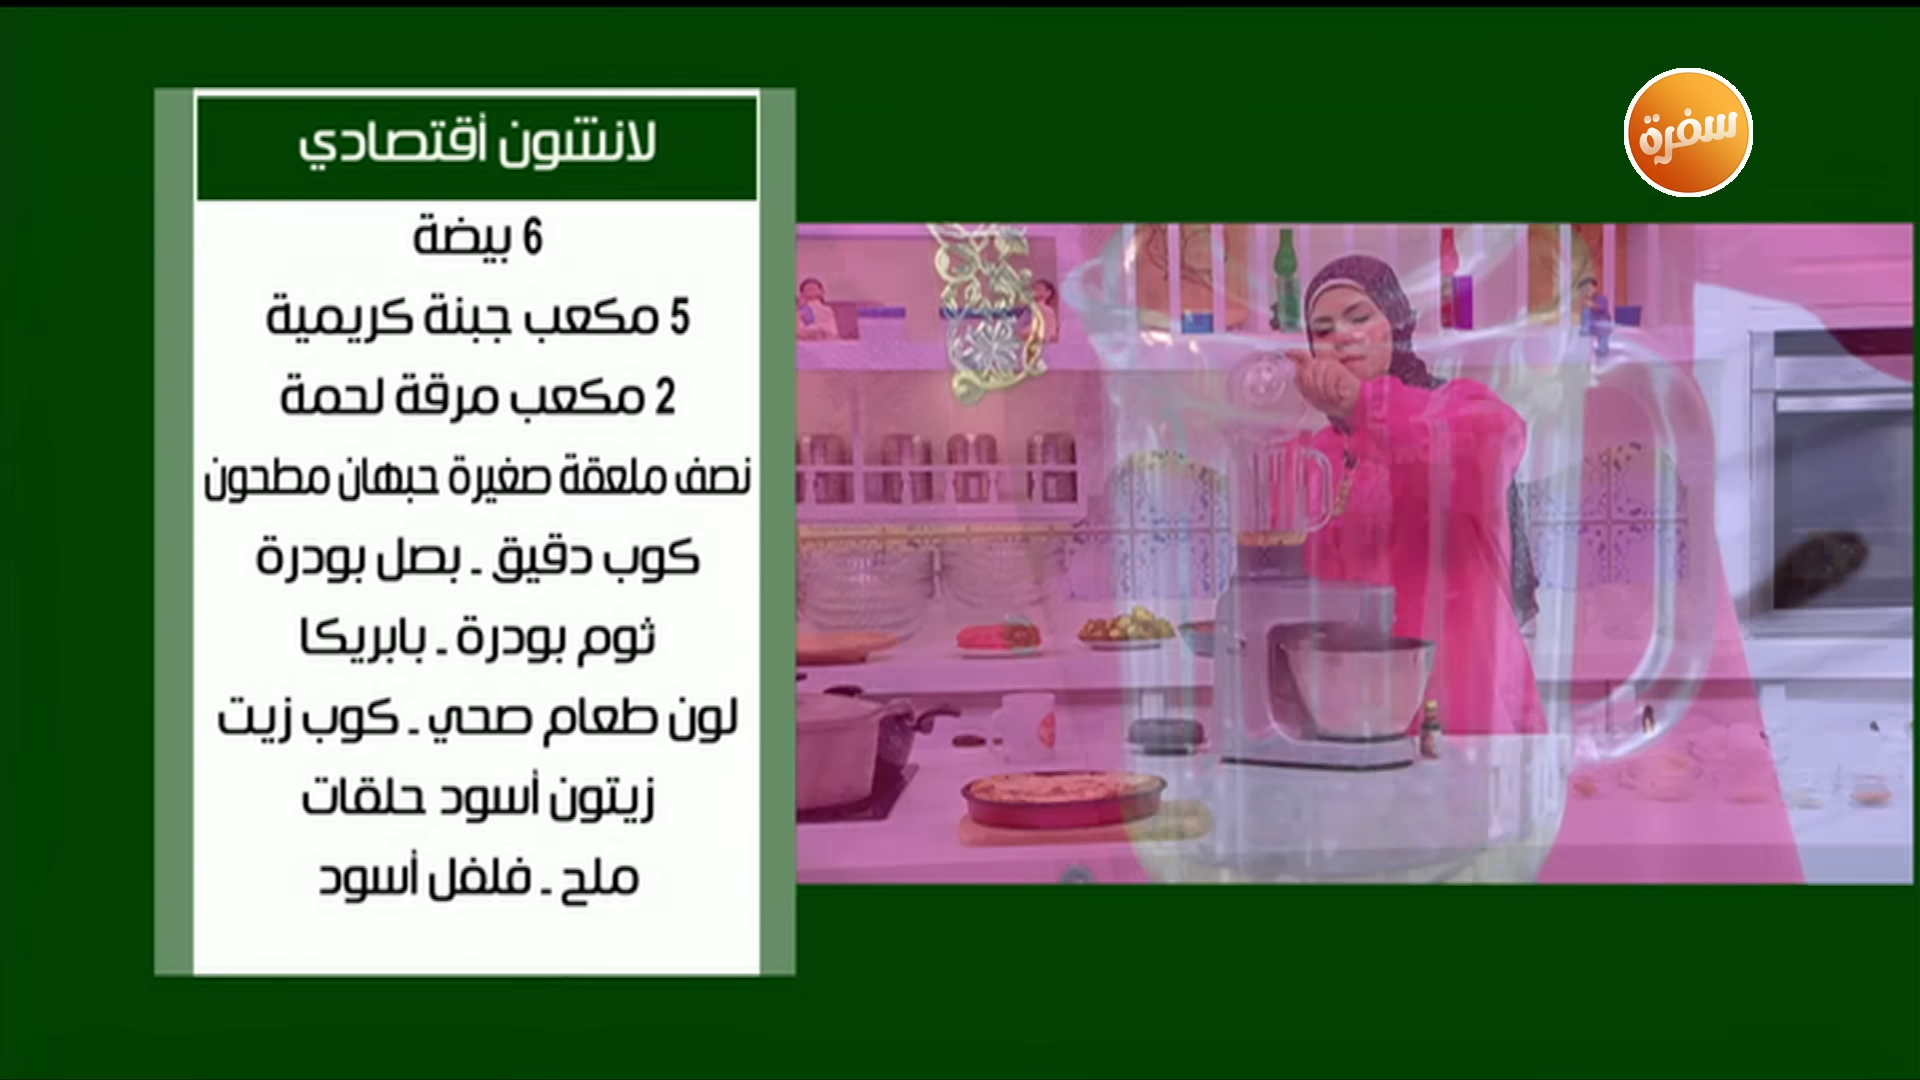 سفرة
لانشون أقتصادي
6 بيضة
5 مكعب جبنة كريمية
2 مكعب مرقة لحمة
نصف ملعقة صغيرة حبهان مطحون
كوب دقيق - بصل بودرة
ثوم بودرة - بابريكا
لون طعام صحي - كوب زيت
زيتون أسود حلقات
ملح - فلفل أسود